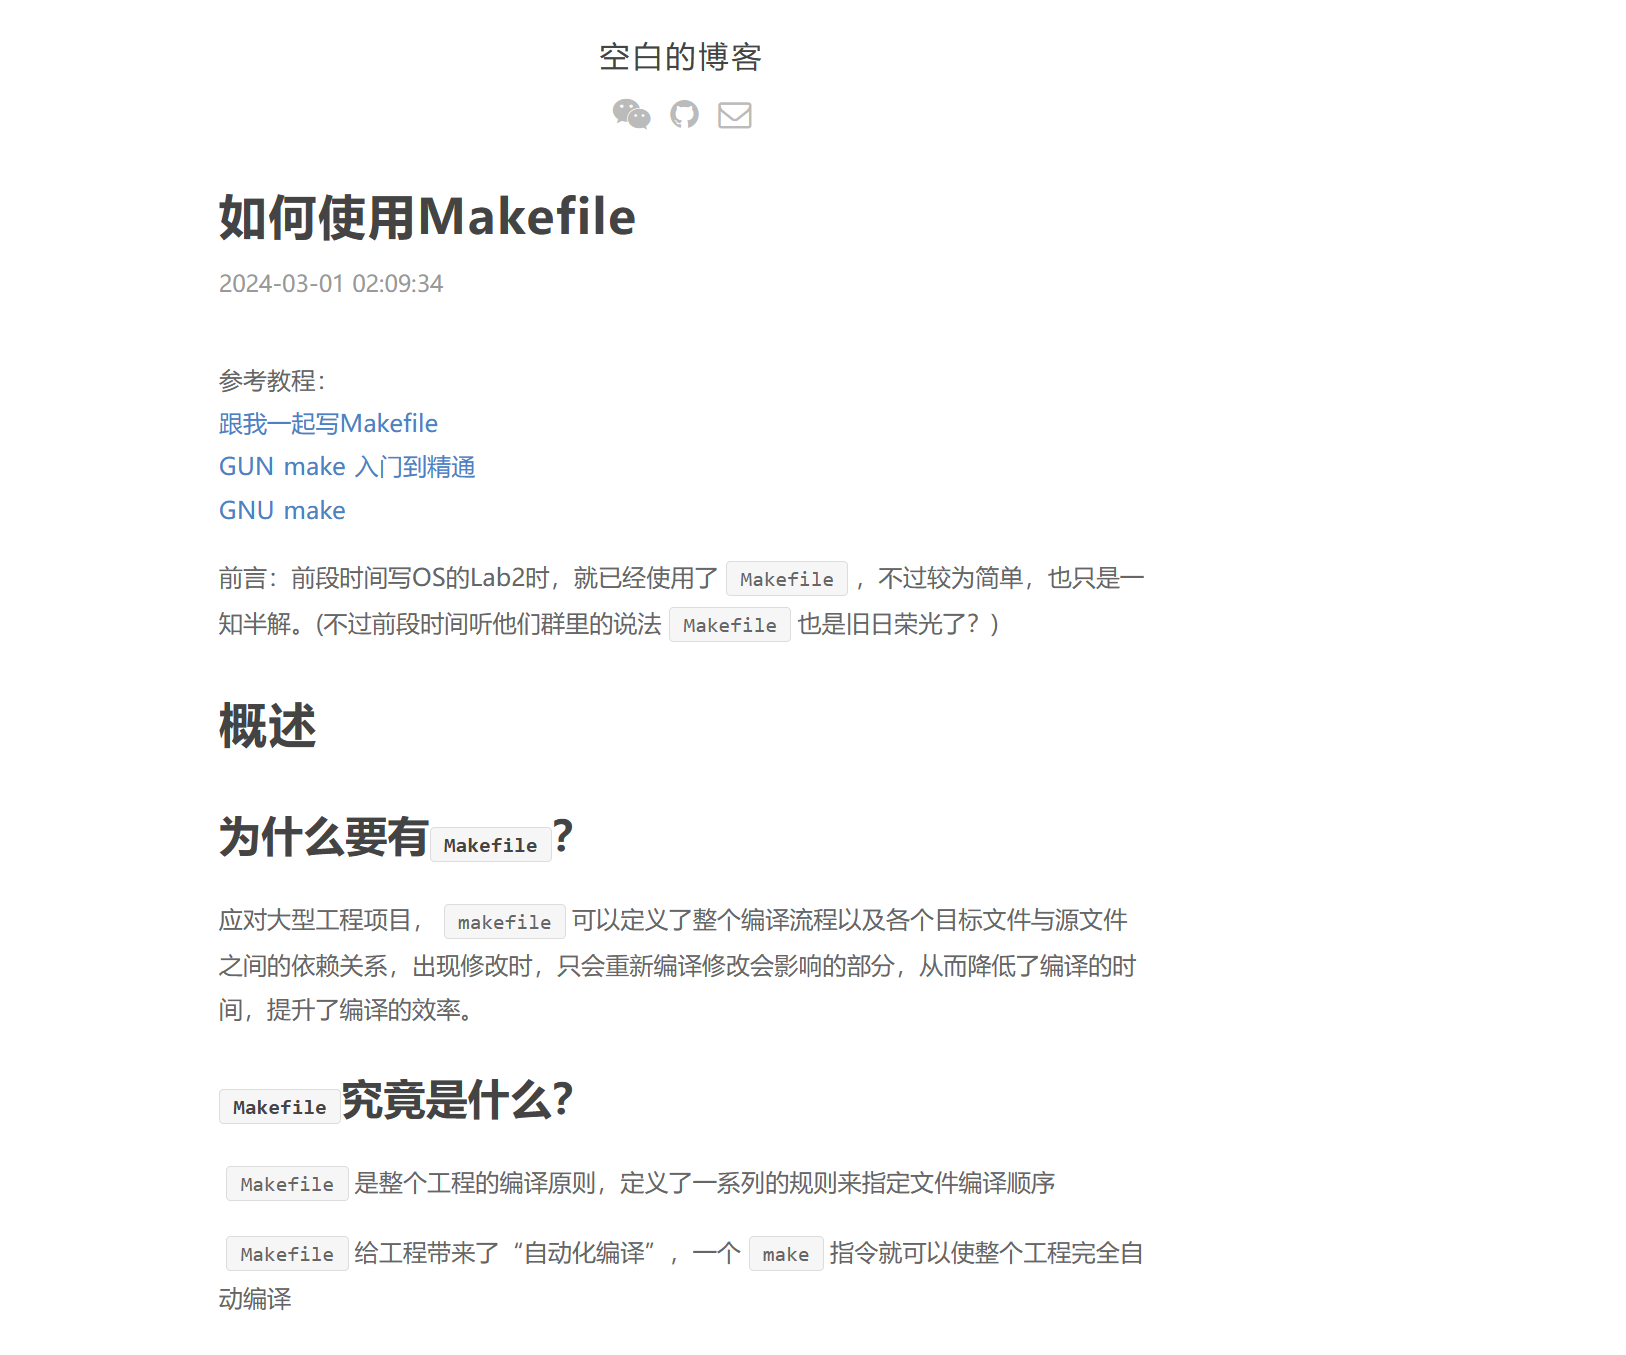 空白的博客
如何使用Makefile
2024-03-01 02:09:34
参考教程：
跟我一起写Makefile
GUN make 入门到精通
GNU make
前言：前段时间写OS的Lab2时，就已经使用了 Makefile ，不过较为简单，也只是一
知半解。(不过前段时间听他们群里的说法 Makefile 也是旧日荣光了？)
概述
为什么要有Makefile？
应对大型工程项目， makefile 可以定义了整个编译流程以及各个目标文件与源文件
之间的依赖关系，出现修改时，只会重新编译修改会影响的部分，从而降低了编译的时
间，提升了编译的效率。
Makefile究竟是什么？
Makefile 是整个工程的编译原则，定义了一系列的规则来指定文件编译顺序
Makefile 给工程带来了“自动化编译”，一个 make 指令就可以使整个工程完全自
动编译